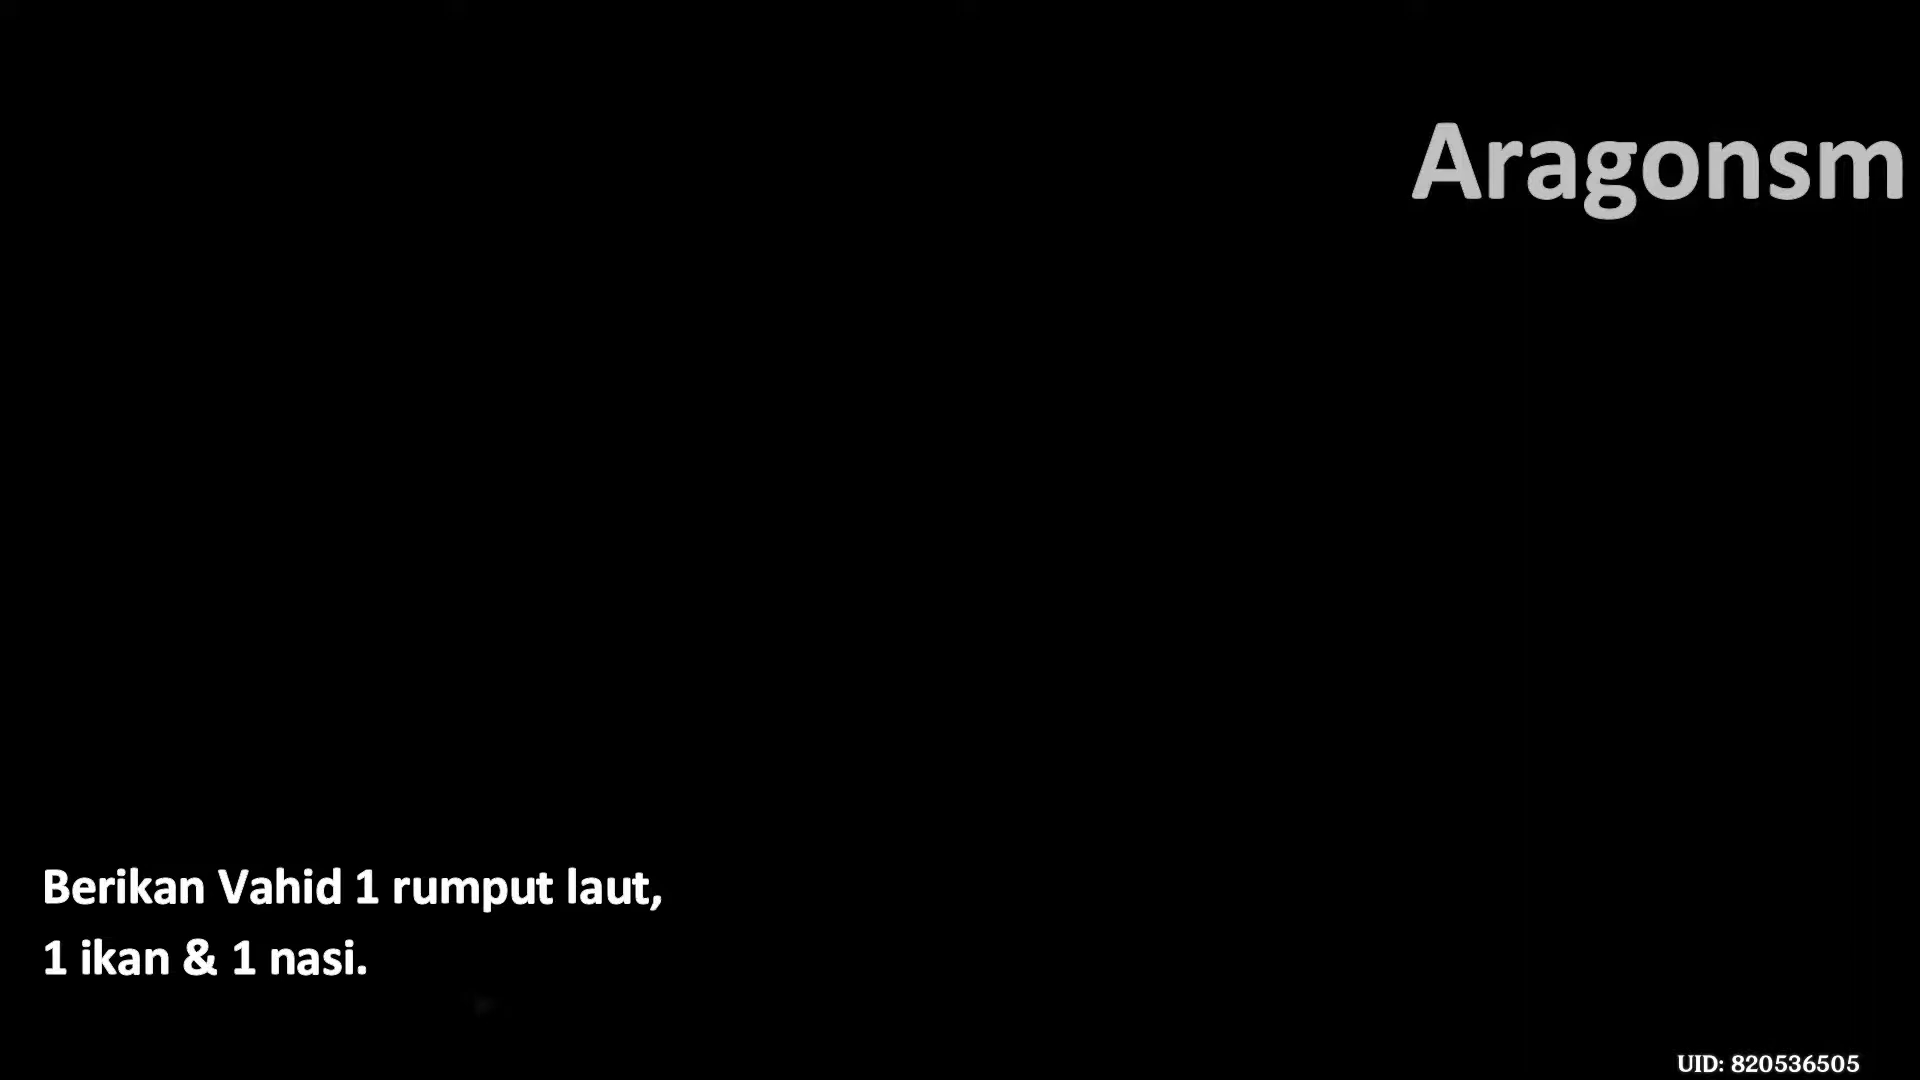 Aragonsm
Berikan Vahid 1 rumput laut,
1 ikan & 1 nasi.
UID: 820536505